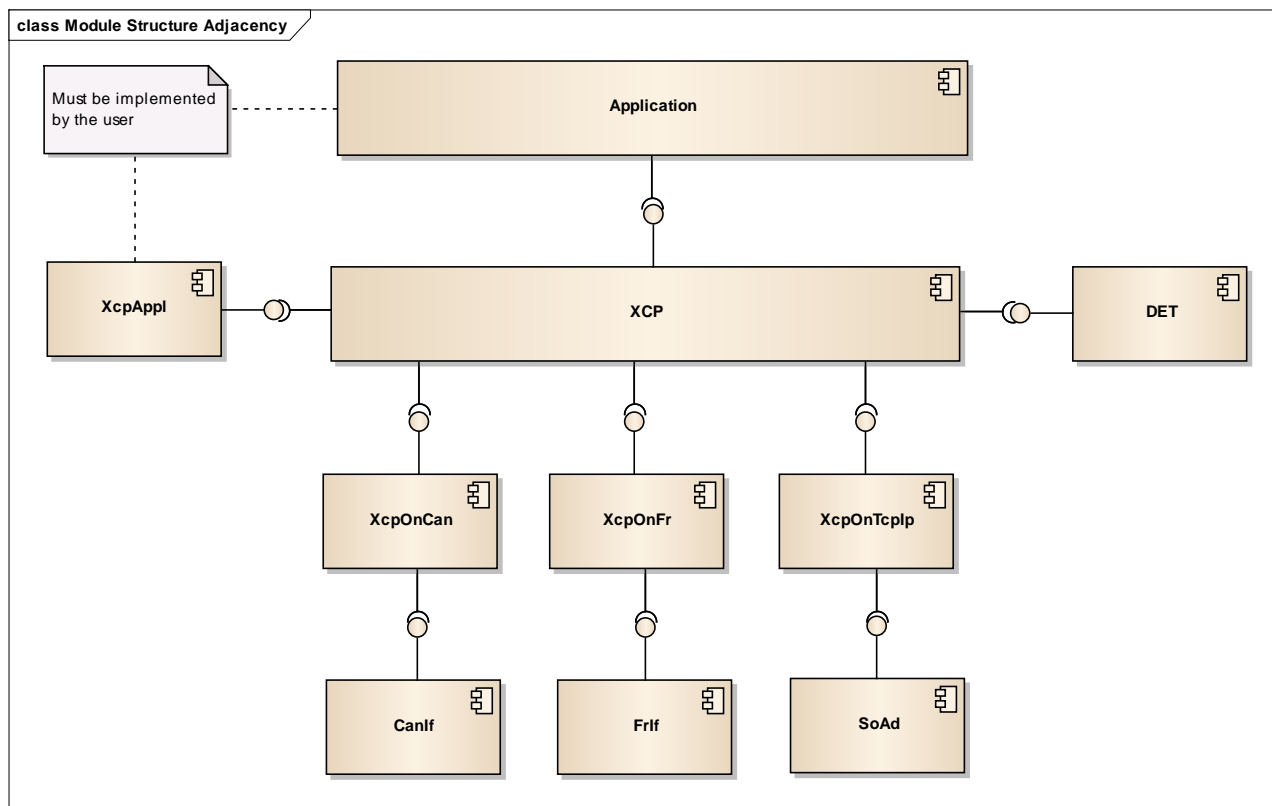 class Module Structure Adjacency
Must be implemented
by the user
Application
XcpAppl
XCP
DET
XcpOnCan
XcpOnFr
XcpOnTcpIp
CanIf
FrIf
SoAd